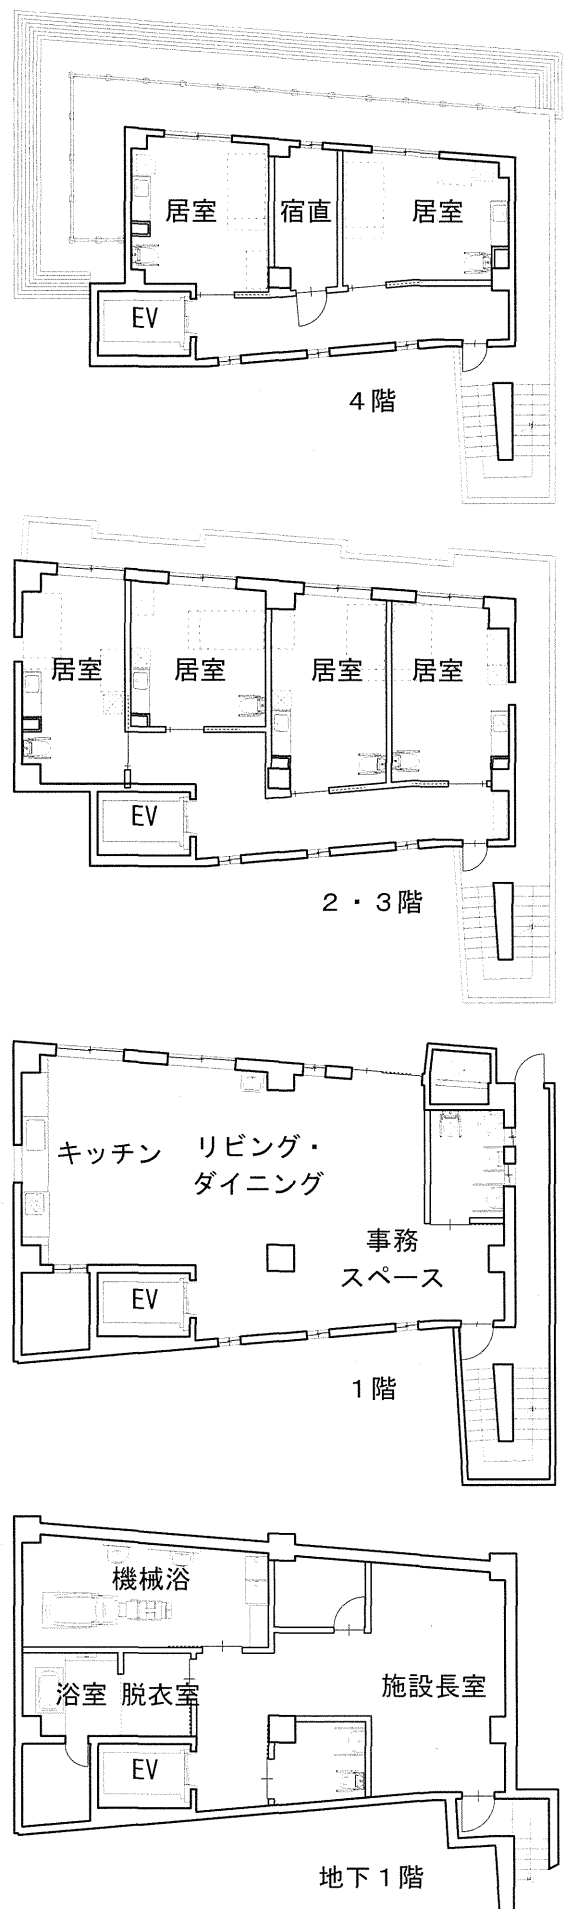 居室
宿直
居室
EV
4階
居室
居室
居室
居室
EV
2・3階
キッチン
リビング・
ダイニング
事務
スペース
EV
1階
機械浴
浴室
脱衣室
施設長室
EV
地下1階